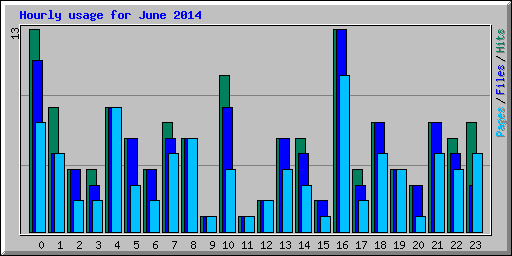 Hourly usage for June 2014
13
Pages/Files/Hits
0 1 2 3 4 5 6 7 8 9 10 11 12 13 14 15 16 17 18 19 20 21 22 23